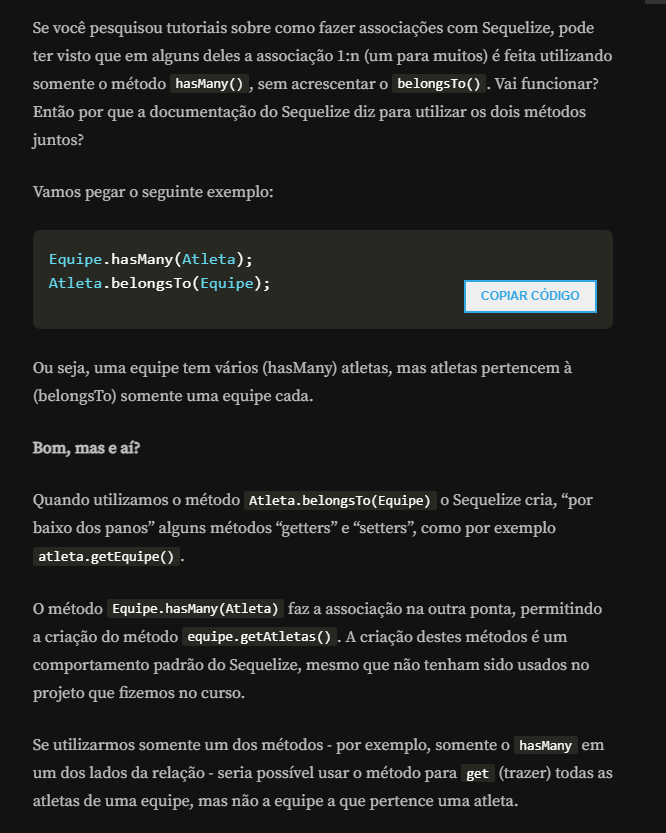 Se você pesquisou tutoriais sobre como fazer associações com Sequelize, pode
ter visto que em alguns deles a associação 1:n (um para muitos) é feita utilizando
somente o método hasMany(), sem acrescentar o belongsTo(). Vai funcionar?
Então por que a documentação do Sequelize diz para utilizar os dois métodos
juntos?
Vamos pegar o seguinte exemplo:
Equipe.hasMany(Atleta);
Atleta.belongsTo(Equipe);
COPIAR CÓDIGO
Ou seja, uma equipe tem vários (hasMany) atletas, mas atletas pertencem à
(belongsTo) somente uma equipe cada.
Bom, mas e aí?
Quando utilizamos o método Atleta.belongsTo(Equipe) o Sequelize cria, “por
baixo dos panos” alguns métodos “getters” e “setters”, como por exemplo
atleta.getEquipe().
O método Equipe.hasMany(Atleta) faz a associação na outra ponta, permitindo
a criação do método equipe.getAtletas(). A criação destes métodos é um
comportamento padrão do Sequelize, mesmo que não tenham sido usados no
projeto que fizemos no curso.
Se utilizarmos somente um dos métodos - por exemplo, somente o hasMany em
um dos lados da relação - seria possível usar o método para get (trazer) todas as
atletas de uma equipe, mas não a equipe a que pertence uma atleta.